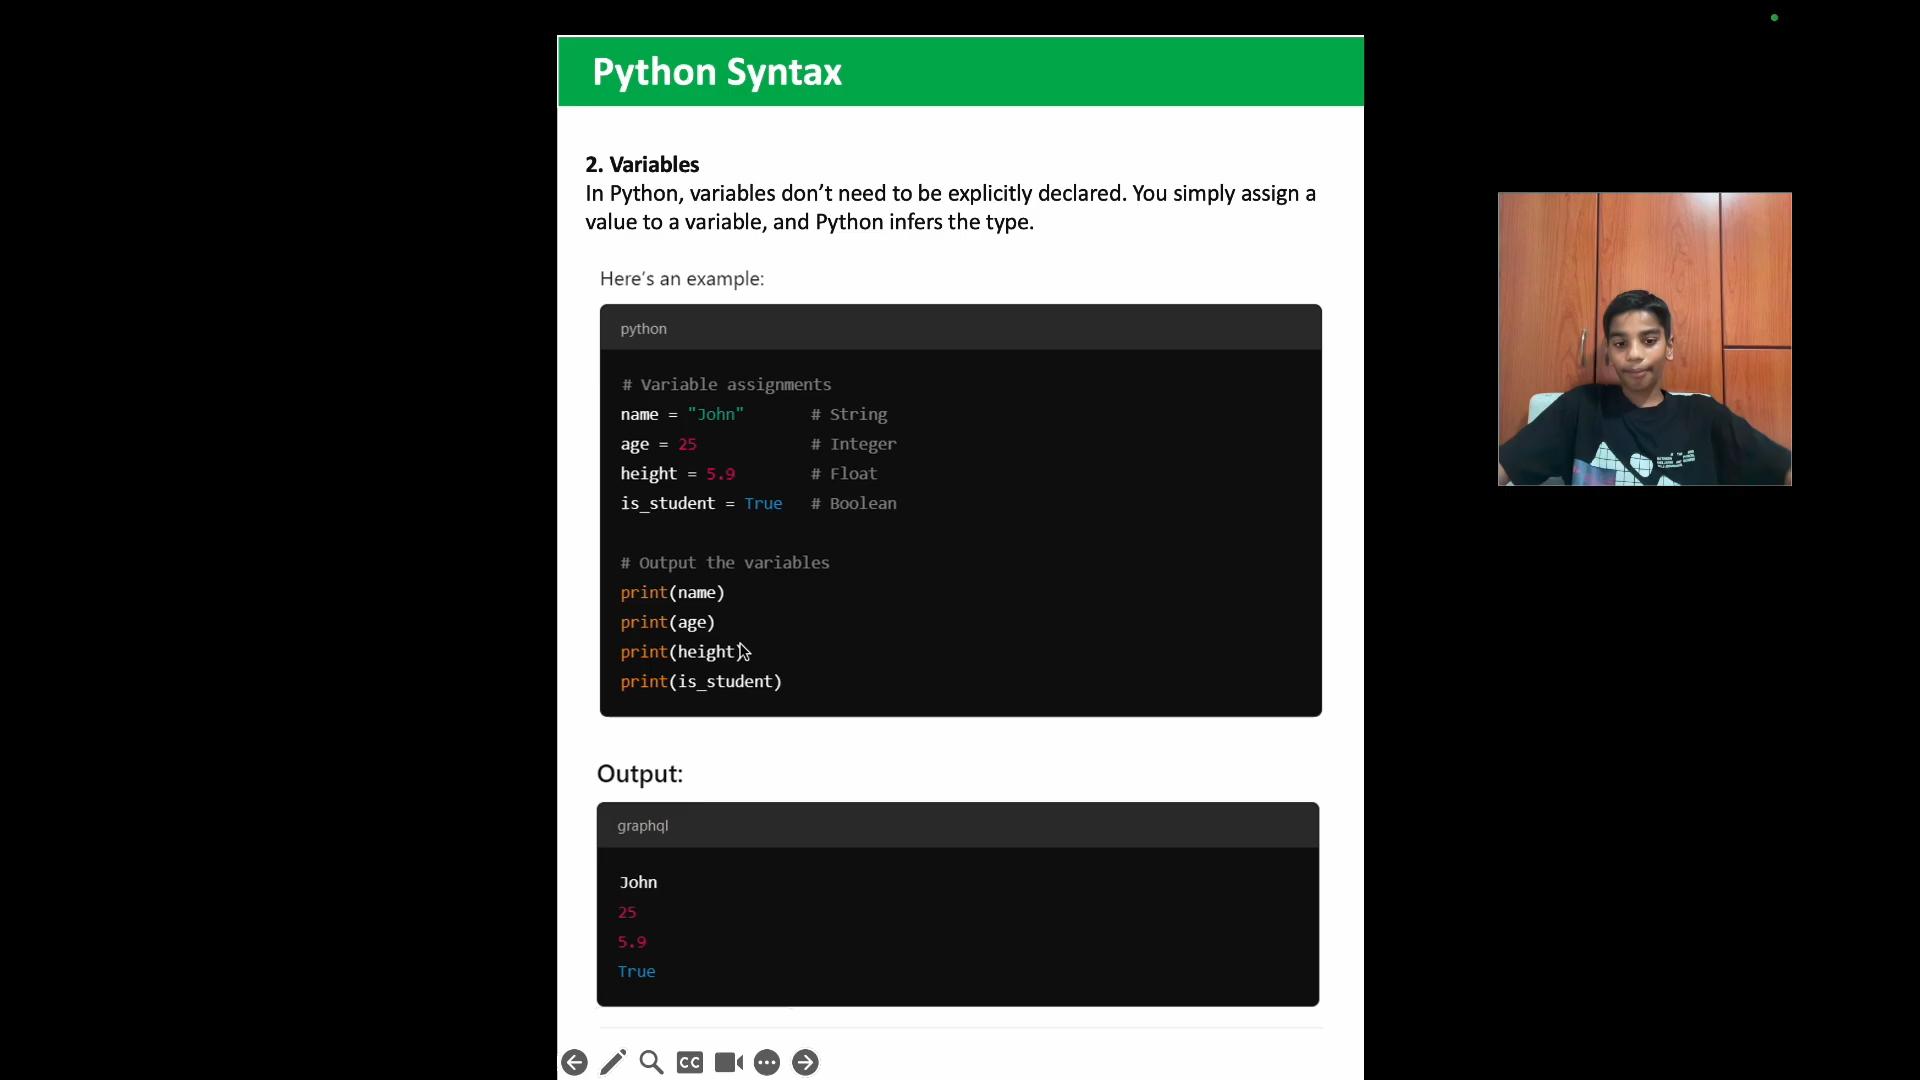 Python Syntax
2. Variables
In Python, variables don’t need to be explicitly declared. You simply assign a
value to a variable, and Python infers the type.
Here’s an example:
python
# Variable assignments
name = "John" # String
age = 25 # Integer
height = 5.9 # Float
is_student = True # Boolean
# Output the variables
print(name)
print(age)
print(height)
print(is_student)
Output:
graphql
John
25
5.9
True
CC